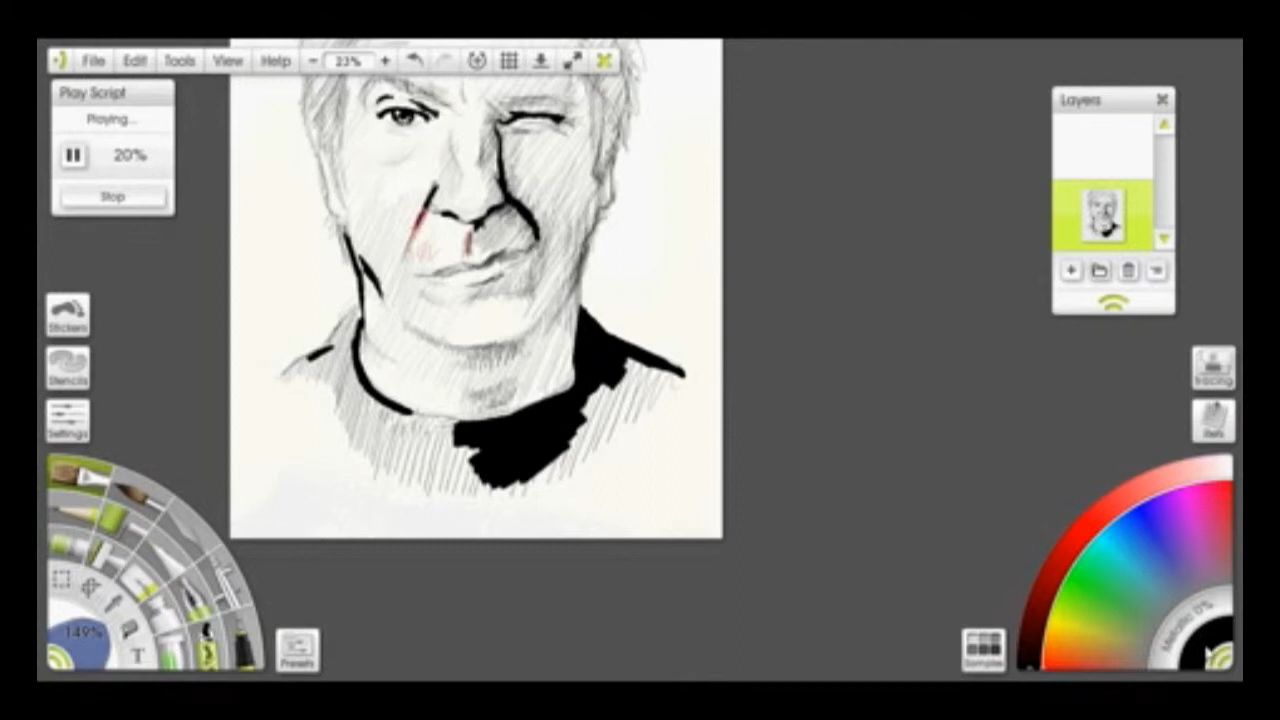 File Edit Tools View Help 23%
Play Script
Playing...
20%
Stop
Layers
Stickers
Stencils
Settings
Tracing
Refs
149%
T
Presets
Samples
Metallic 0%